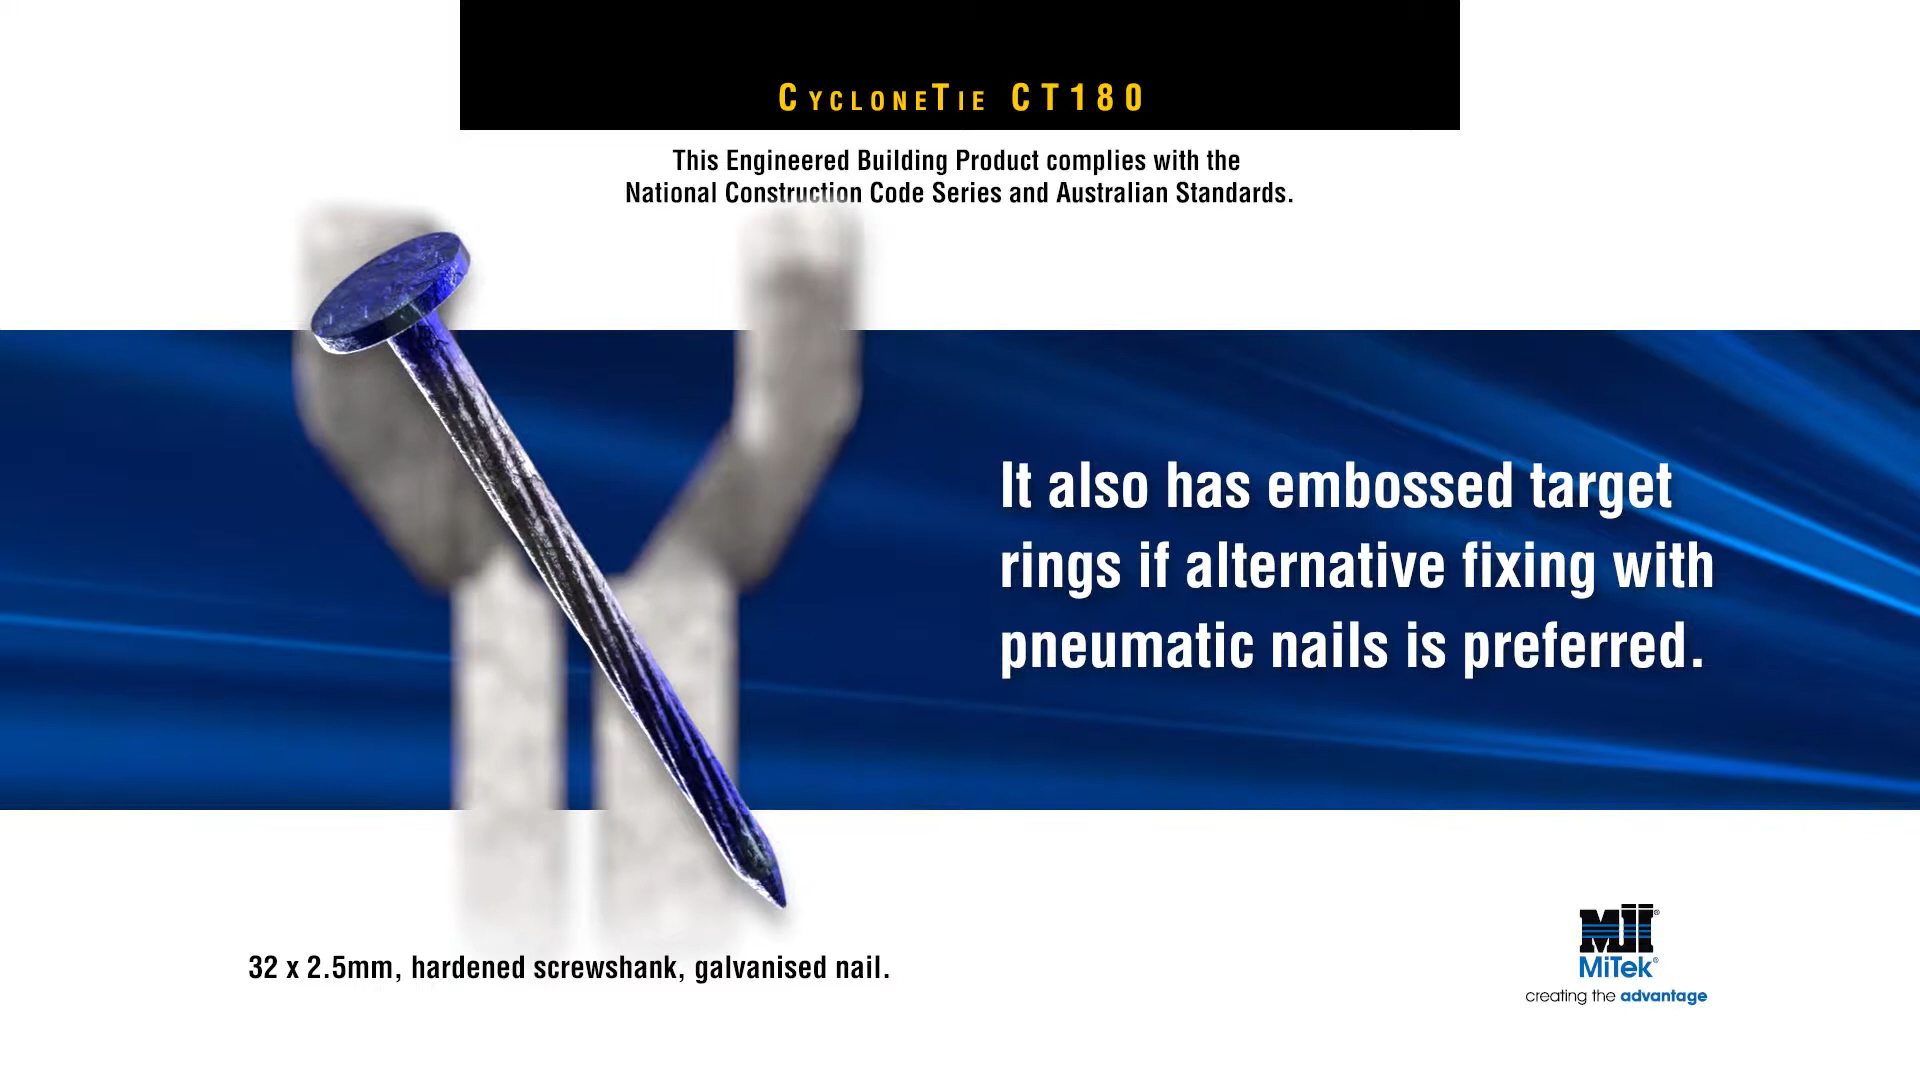 CYCLONETIE CT180
This Engineered Building Product complies with the
National Construction Code Series and Australian Standards.
It also has embossed target
rings if alternative fixing with
pneumatic nails is preferred.
32 x 2.5mm, hardened screwshank, galvanised nail.
MII®
MiTek®
creating the advantage